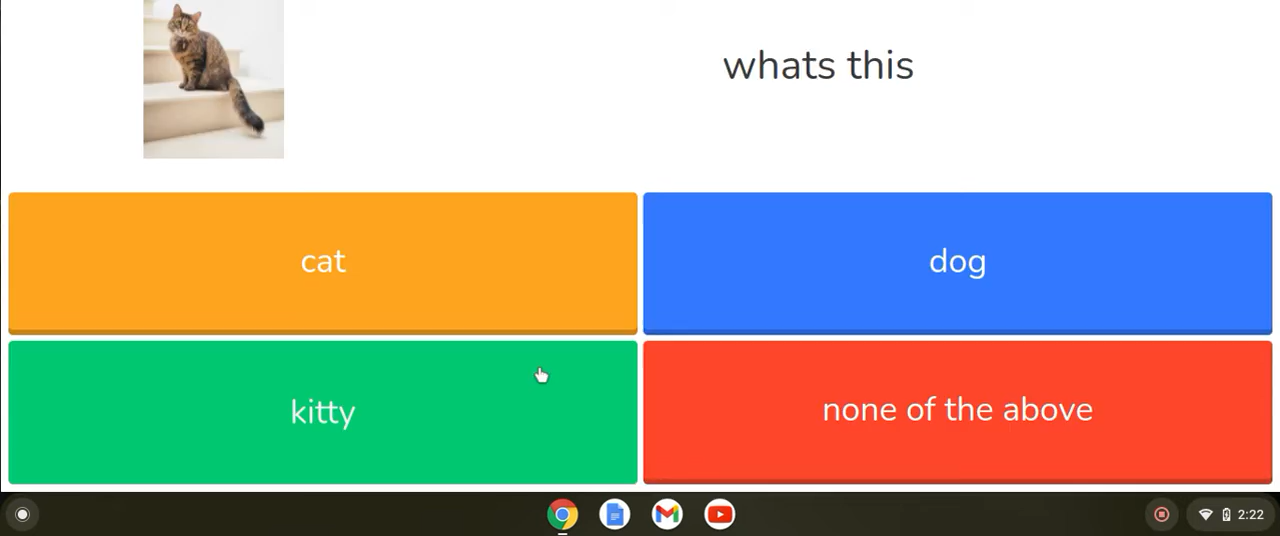 whats this
cat
dog
kitty
none of the above
2:22